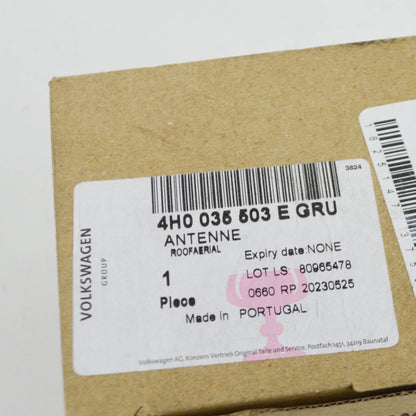 3824
4H0 035 503 E GRU
ANTENNE
ROOFAERIAL
Expiry date:NONE
1
LOT LS: 80965478
Piece
0660 RP 20230525
Made In PORTUGAL
Volkswagen AG, Konzern Vertrieb Original Teile und Service, Postfach 1451, 34219 Baunatal
VOLKSWAGEN
GROUP